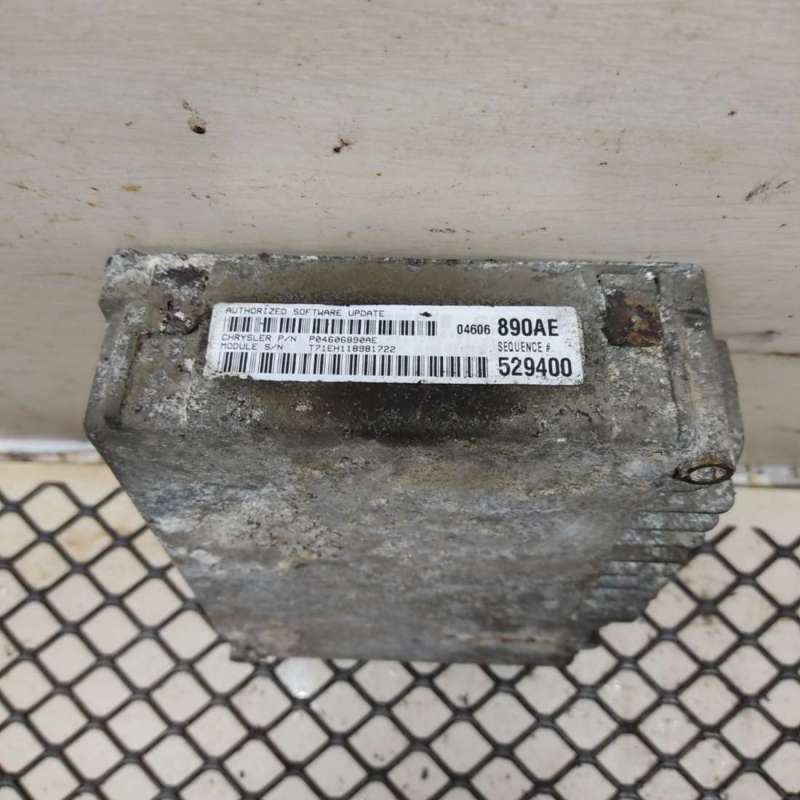 AUTHORIZED SOFTWARE UPDATE
04606 890AE
CHRYSLER P/N P04606890AE
SEQUENCE #.
MODULE S/N T71EH118981722
529400